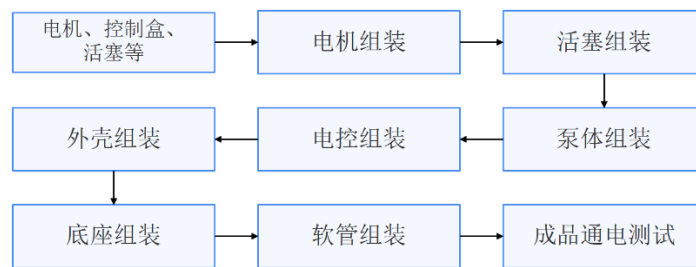 电机、控制盒、
活塞等
电机组装
活塞组装
泵体组装
电控组装
外壳组装
底座组装
软管组装
成品通电测试